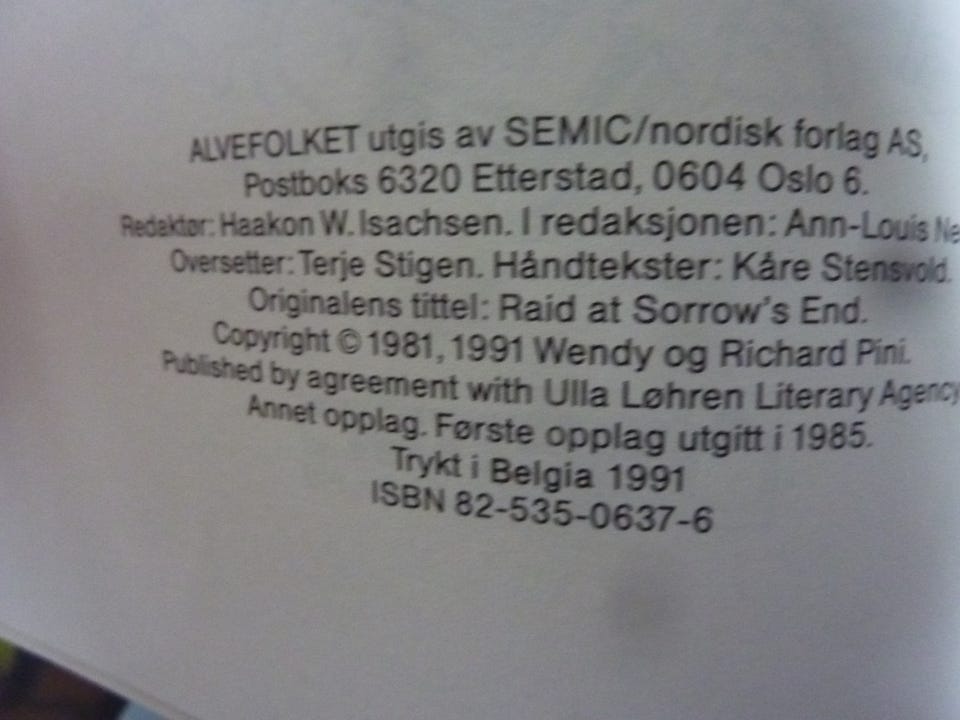 ALVEFOLKET utgis av SEMIC/nordisk forlag AS,
Postboks 6320 Etterstad, 0604 Oslo 6.
Redaktør: Haakon W. Isachsen. I redaksjonen: Ann-Louis
Oversetter: Terje Stigen. Håndtekster: Kåre Stensvold.
Originalens tittel: Raid at Sorrow's End.
Copyright © 1981, 1991 Wendy og Richard Pini.
Published by agreement with Ulla Løhren Literary Agency
Annet opplag. Første opplag utgitt i 1985.
Trykt i Belgia 1991
ISBN 82-535-0637-6